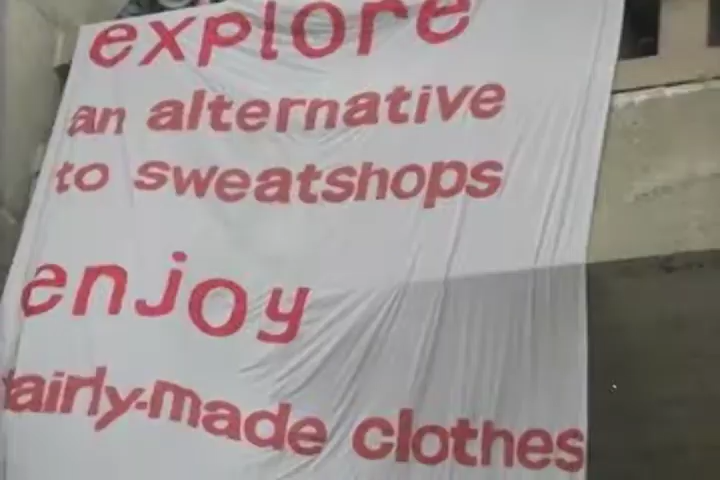 explore
an alternative
to sweatshops
enjoy
fairly-made clothes